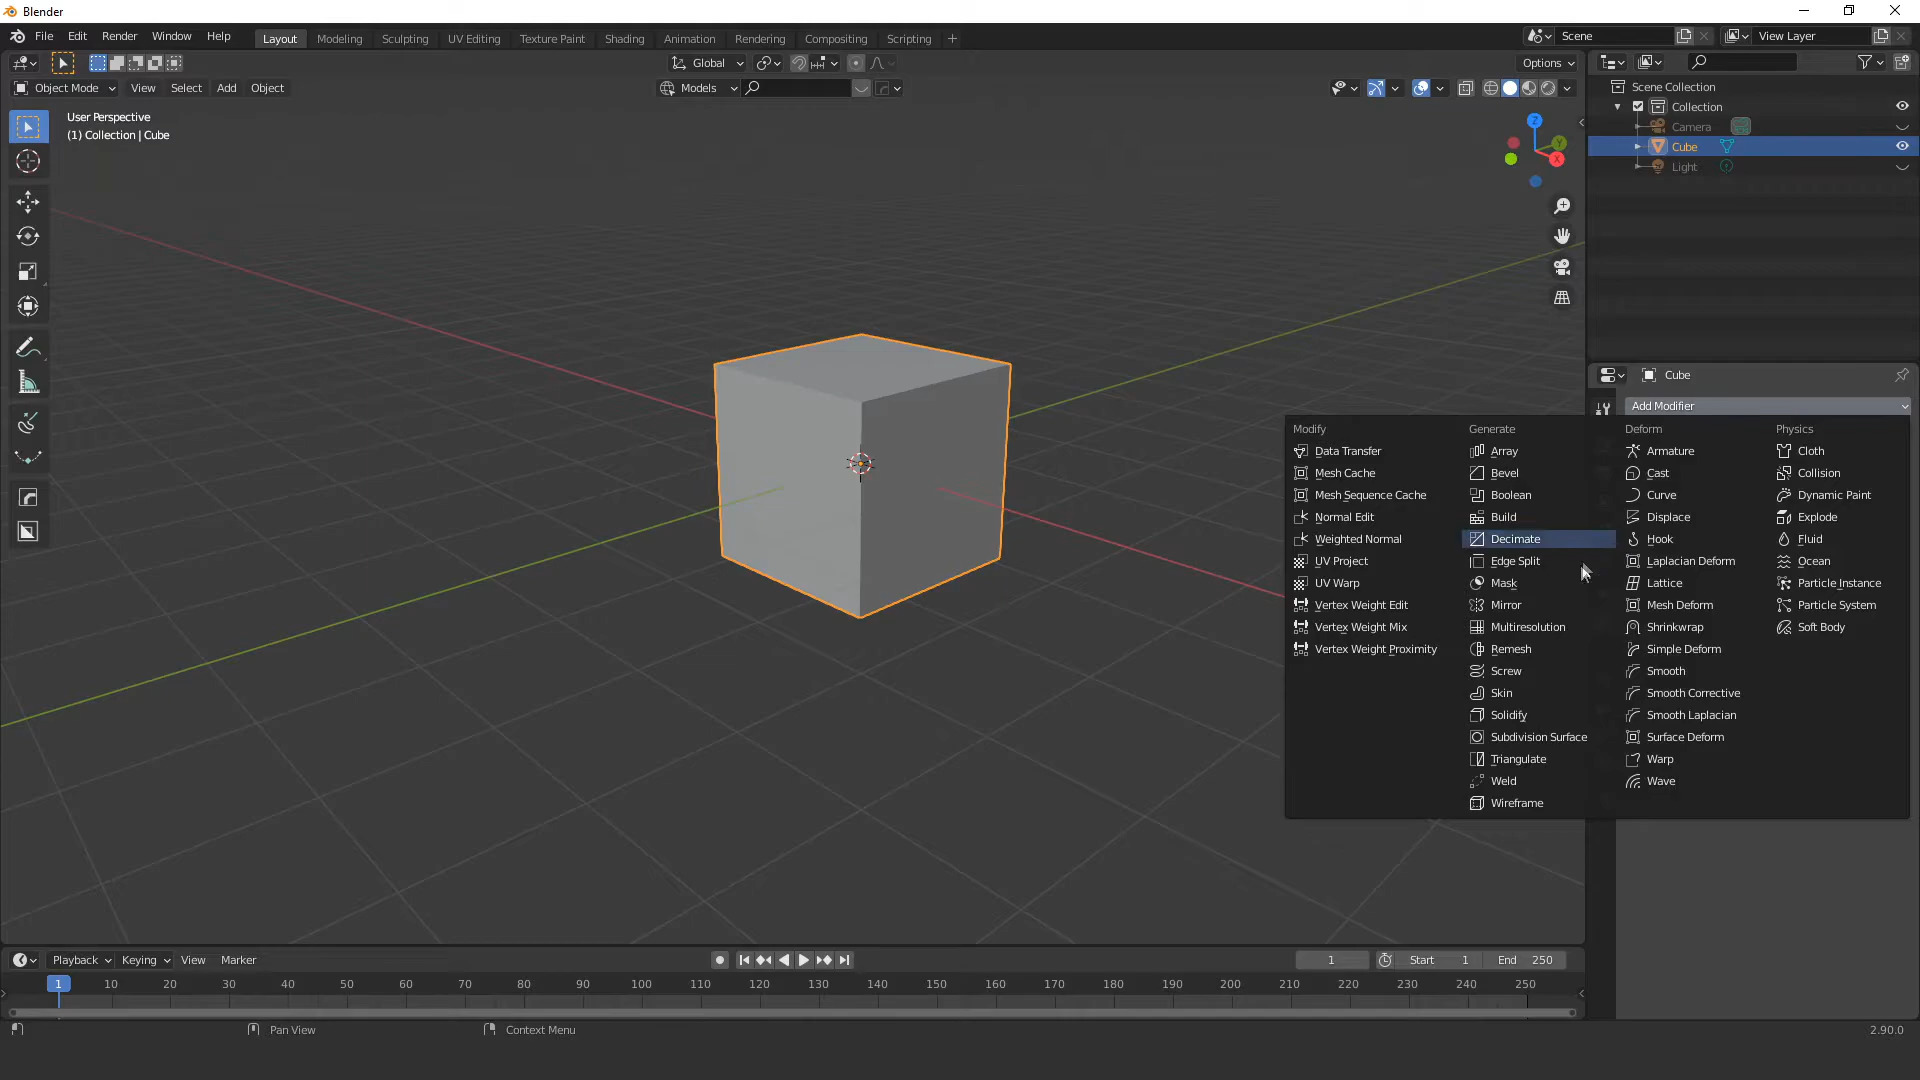 Blender
File Edit Render Window Help Layout Modeling Sculpting UV Editing Texture Paint Shading Animation Rendering Compositing Scripting + Scene View Layer
Global Options
Object Mode View Select Add Object Models
User Perspective
(1) Collection | Cube
Z
Y
X
Scene Collection
Collection
Camera
Cube
Light
Cube
Add Modifier
Modify Generate Deform Physics
Data Transfer Array Armature Cloth
Mesh Cache Bevel Cast Collision
Mesh Sequence Cache Boolean Curve Dynamic Paint
Normal Edit Build Displace Explode
Weighted Normal Decimate Hook Fluid
UV Project Edge Split Laplacian Deform Ocean
UV Warp Mask Lattice Particle Instance
Vertex Weight Edit Mirror Mesh Deform Particle System
Vertex Weight Mix Multiresolution Shrinkwrap Soft Body
Vertex Weight Proximity Remesh Simple Deform
Screw Smooth
Skin Smooth Corrective
Solidify Smooth Laplacian
Subdivision Surface Surface Deform
Triangulate Warp
Weld Wave
Wireframe
Playback Keying View Marker 1 Start 1 End 250
1 10 20 30 40 50 60 70 80 90 100 110 120 130 140 150 160 170 180 190 200 210 220 230 240 250
Pan View Context Menu 2.90.0